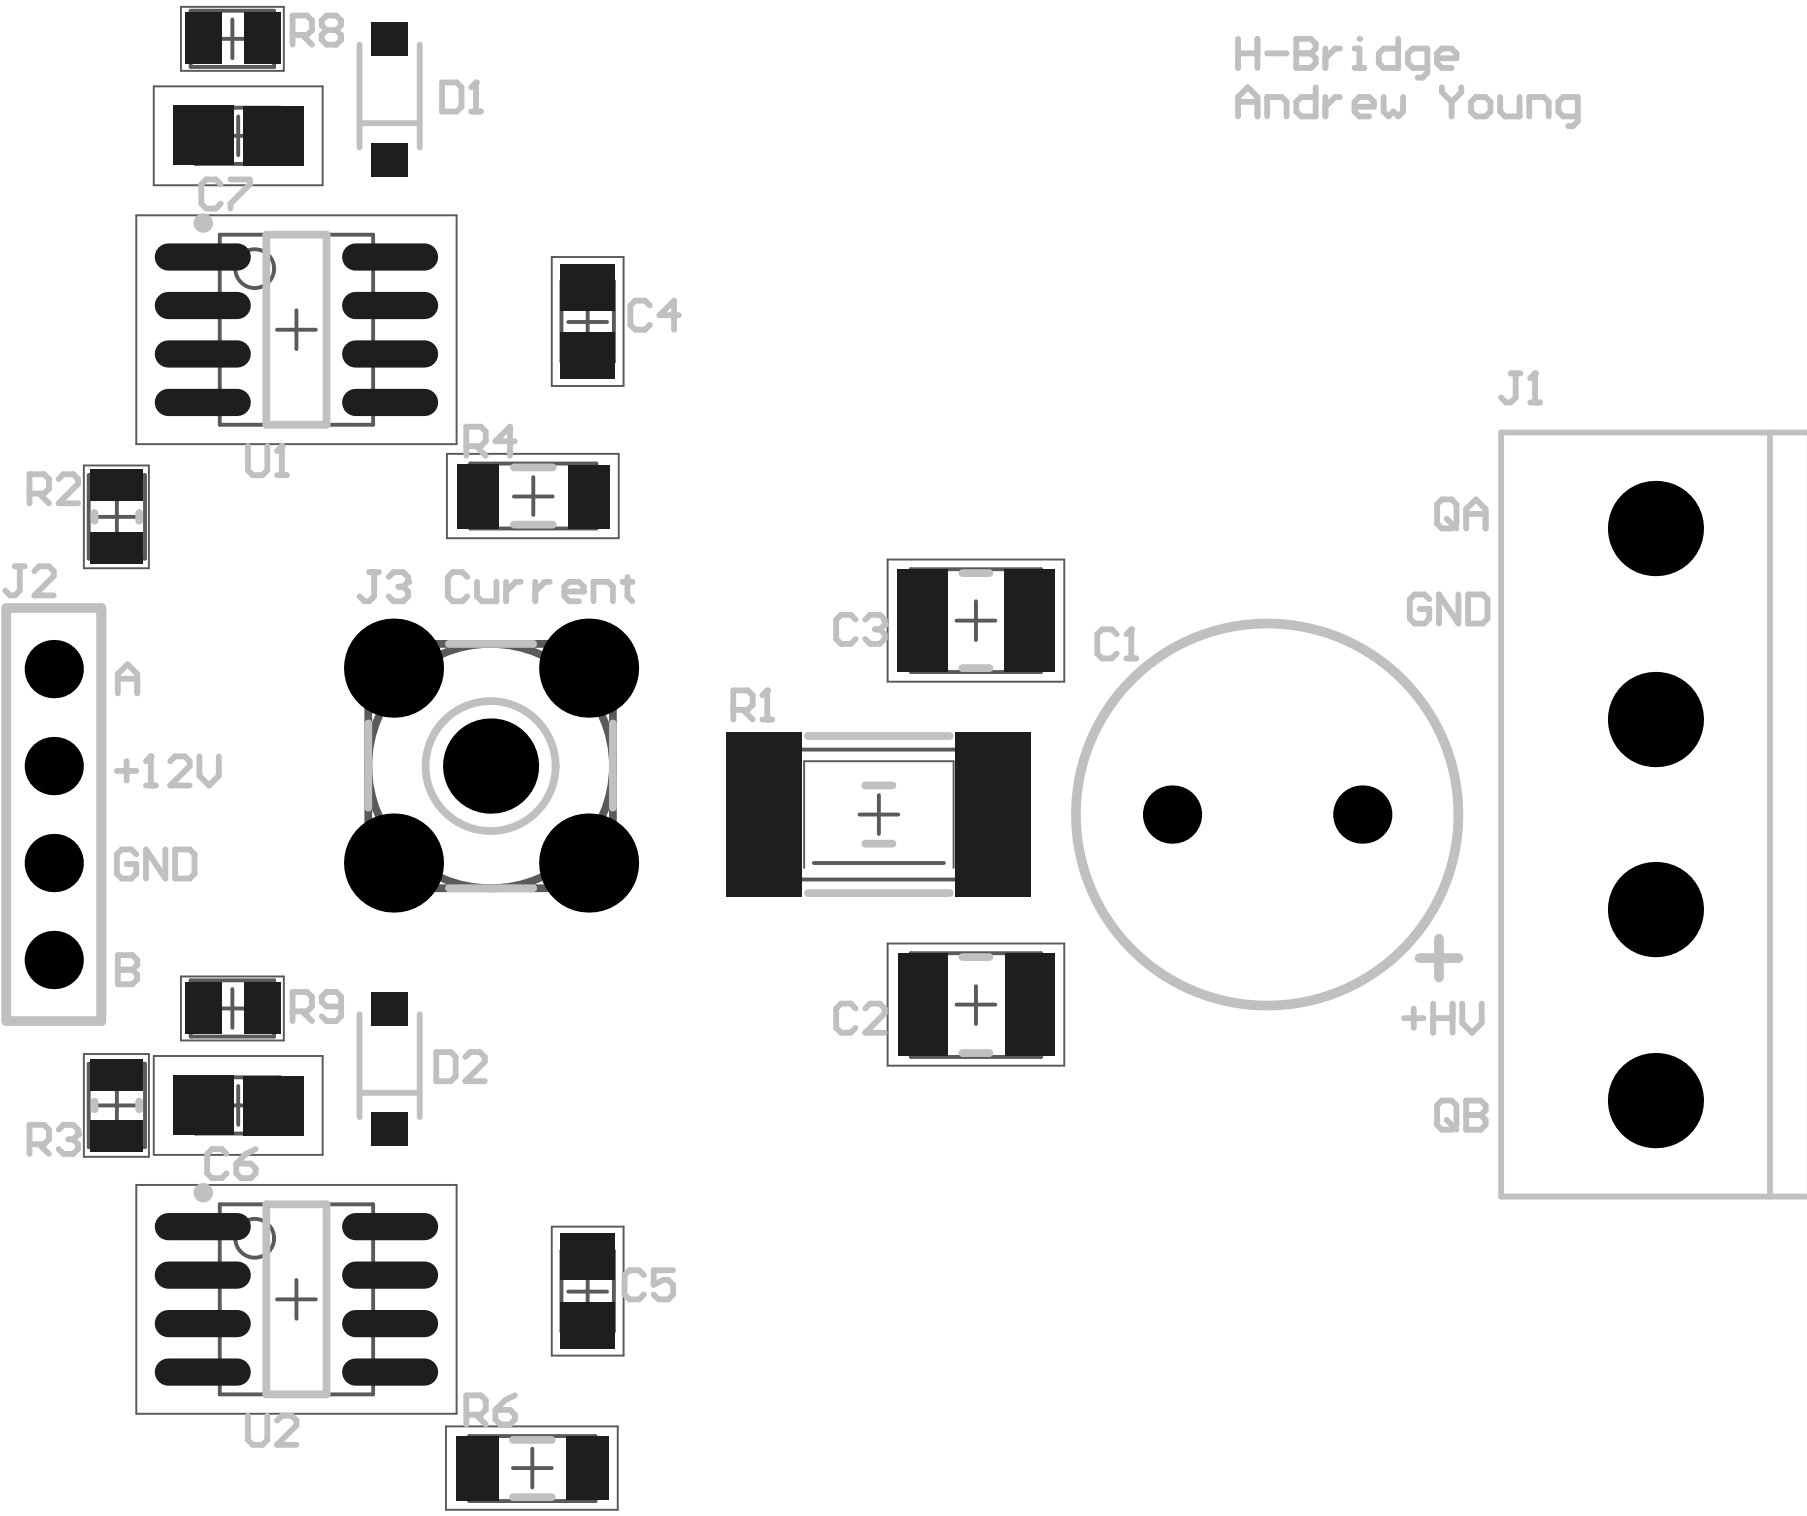 R8
H-Bridge
D1
Andrew Young
C7
C4
J1
R4
U1
R2
QA
J2
J3 Current
GND
C3
C1
A
R1
+12V
GND
B
R9
C2
+HV
D2
R3
QB
C6
C5
R6
U2